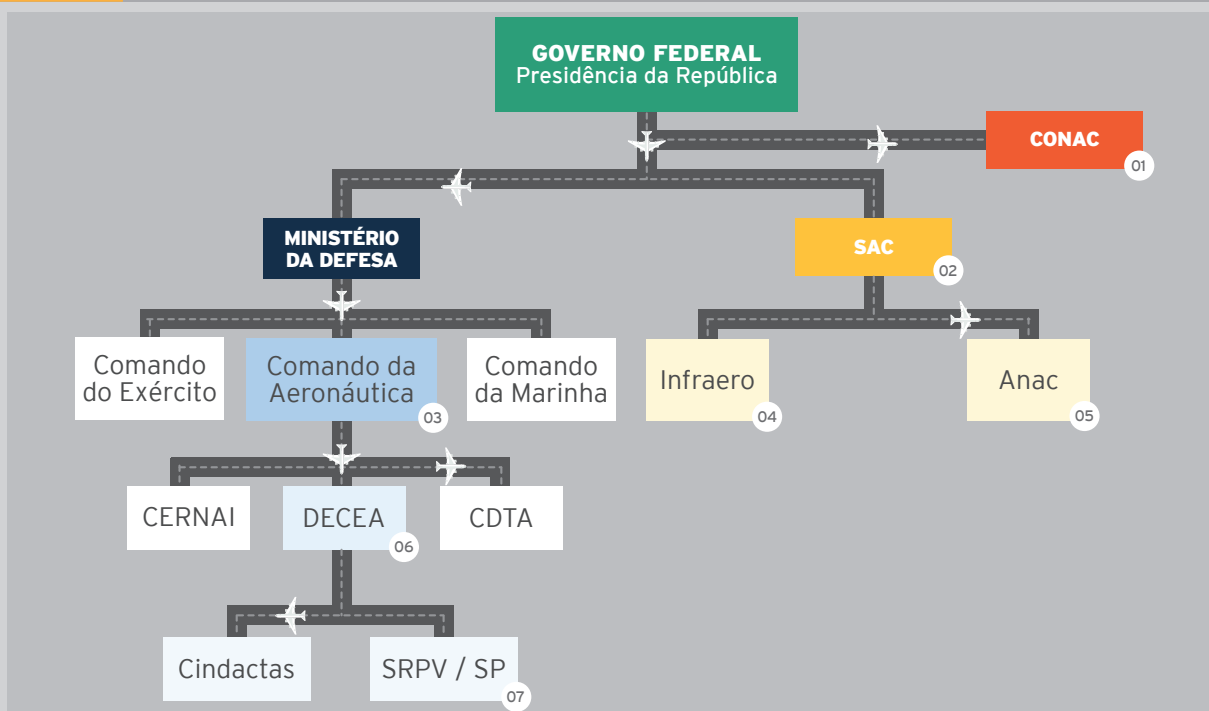 GOVERNO FEDERAL
Presidência da República
CONAC
01
MINISTÉRIO
DA DEFESA
SAC
02
Comando
do Exército
Comando da
Aeronáutica
03
Comando
da Marinha
Infraero
04
Anac
05
CERNAI
DECEA
06
CDTA
Cindactas
SRPV / SP
07